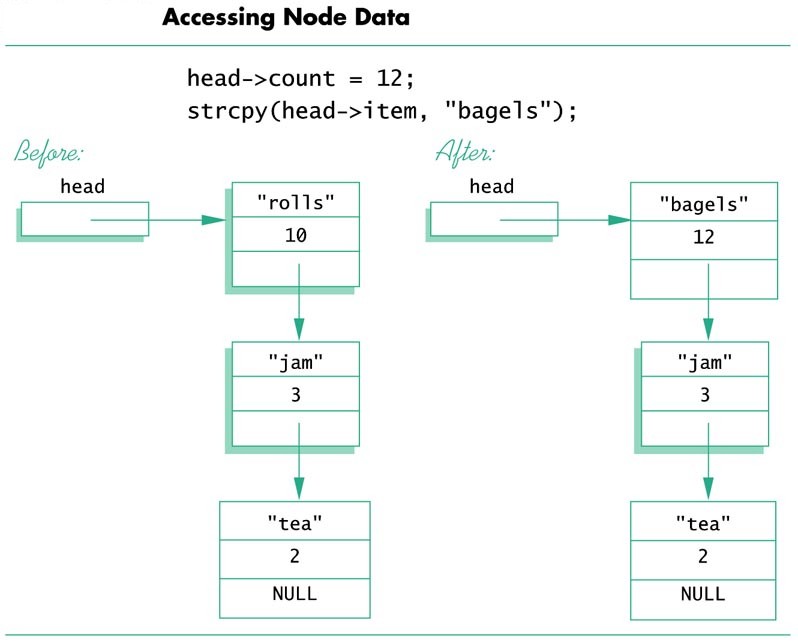 Accessing Node Data
head->count = 12;
strcpy(head->item, "bagels");
Before:
head
"rolls"
10
"jam"
3
"tea"
2
NULL
After:
head
"bagels"
12
"jam"
3
"tea"
2
NULL